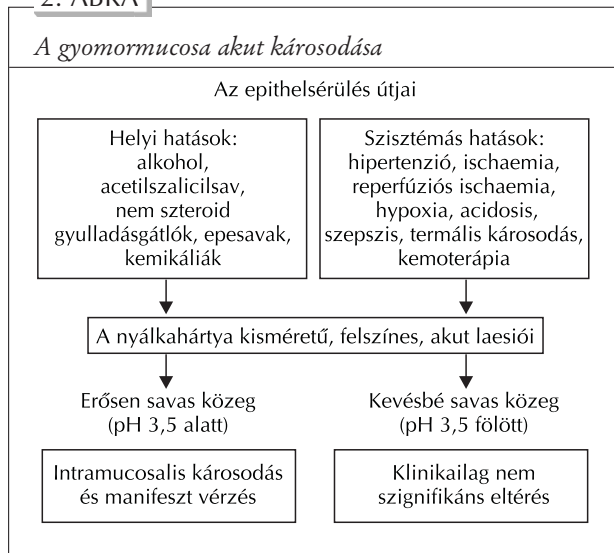 2. ÁBRA
A gyomormucosa akut károsodása
Az epithelsérülés útjai
Helyi hatások:
alkohol,
acetilszalicilsav,
nem szteroid
gyulladásgátlók, epesavak,
kemikáliák
Szisztémás hatások:
hipertenzió, ischaemia,
reperfúziós ischaemia,
hypoxia, acidosis,
szepszis, termális károsodás,
kemoterápia
A nyálkahártya kisméretű, felszínes, akut laesiói
Erősen savas közeg
(pH 3,5 alatt)
Kevésbé savas közeg
(pH 3,5 fölött)
Intramucosalis károsodás
és manifeszt vérzés
Klinikailag nem
szignifikáns eltérés